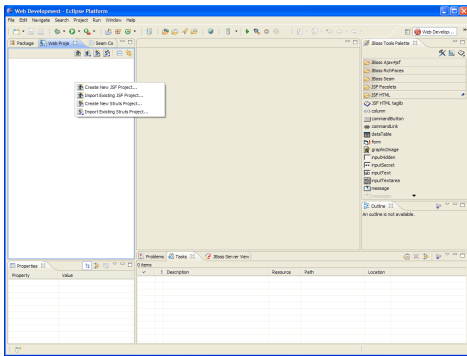 Web Development - Eclipse Platform
File Edit Navigate Search Project Run Window Help
Web Develop...
Package Web Proje Seam Co
Create New JSF Project...
Import Existing JSF Project...
Create New Struts Project...
Import Existing Struts Project...
JBoss Tools Palette
JBoss Ajax4jsf
JBoss RichFaces
JBoss Seam
JSF Facelets
JSF HTML
JSF HTML taglib
column
commandButton
commandLink
dataTable
form
graphicImage
inputHidden
inputSecret
inputText
inputTextarea
message
Outline
An outline is not available.
Properties
Property Value
Problems Tasks JBoss Server View
0 items
! Description Resource Path Location